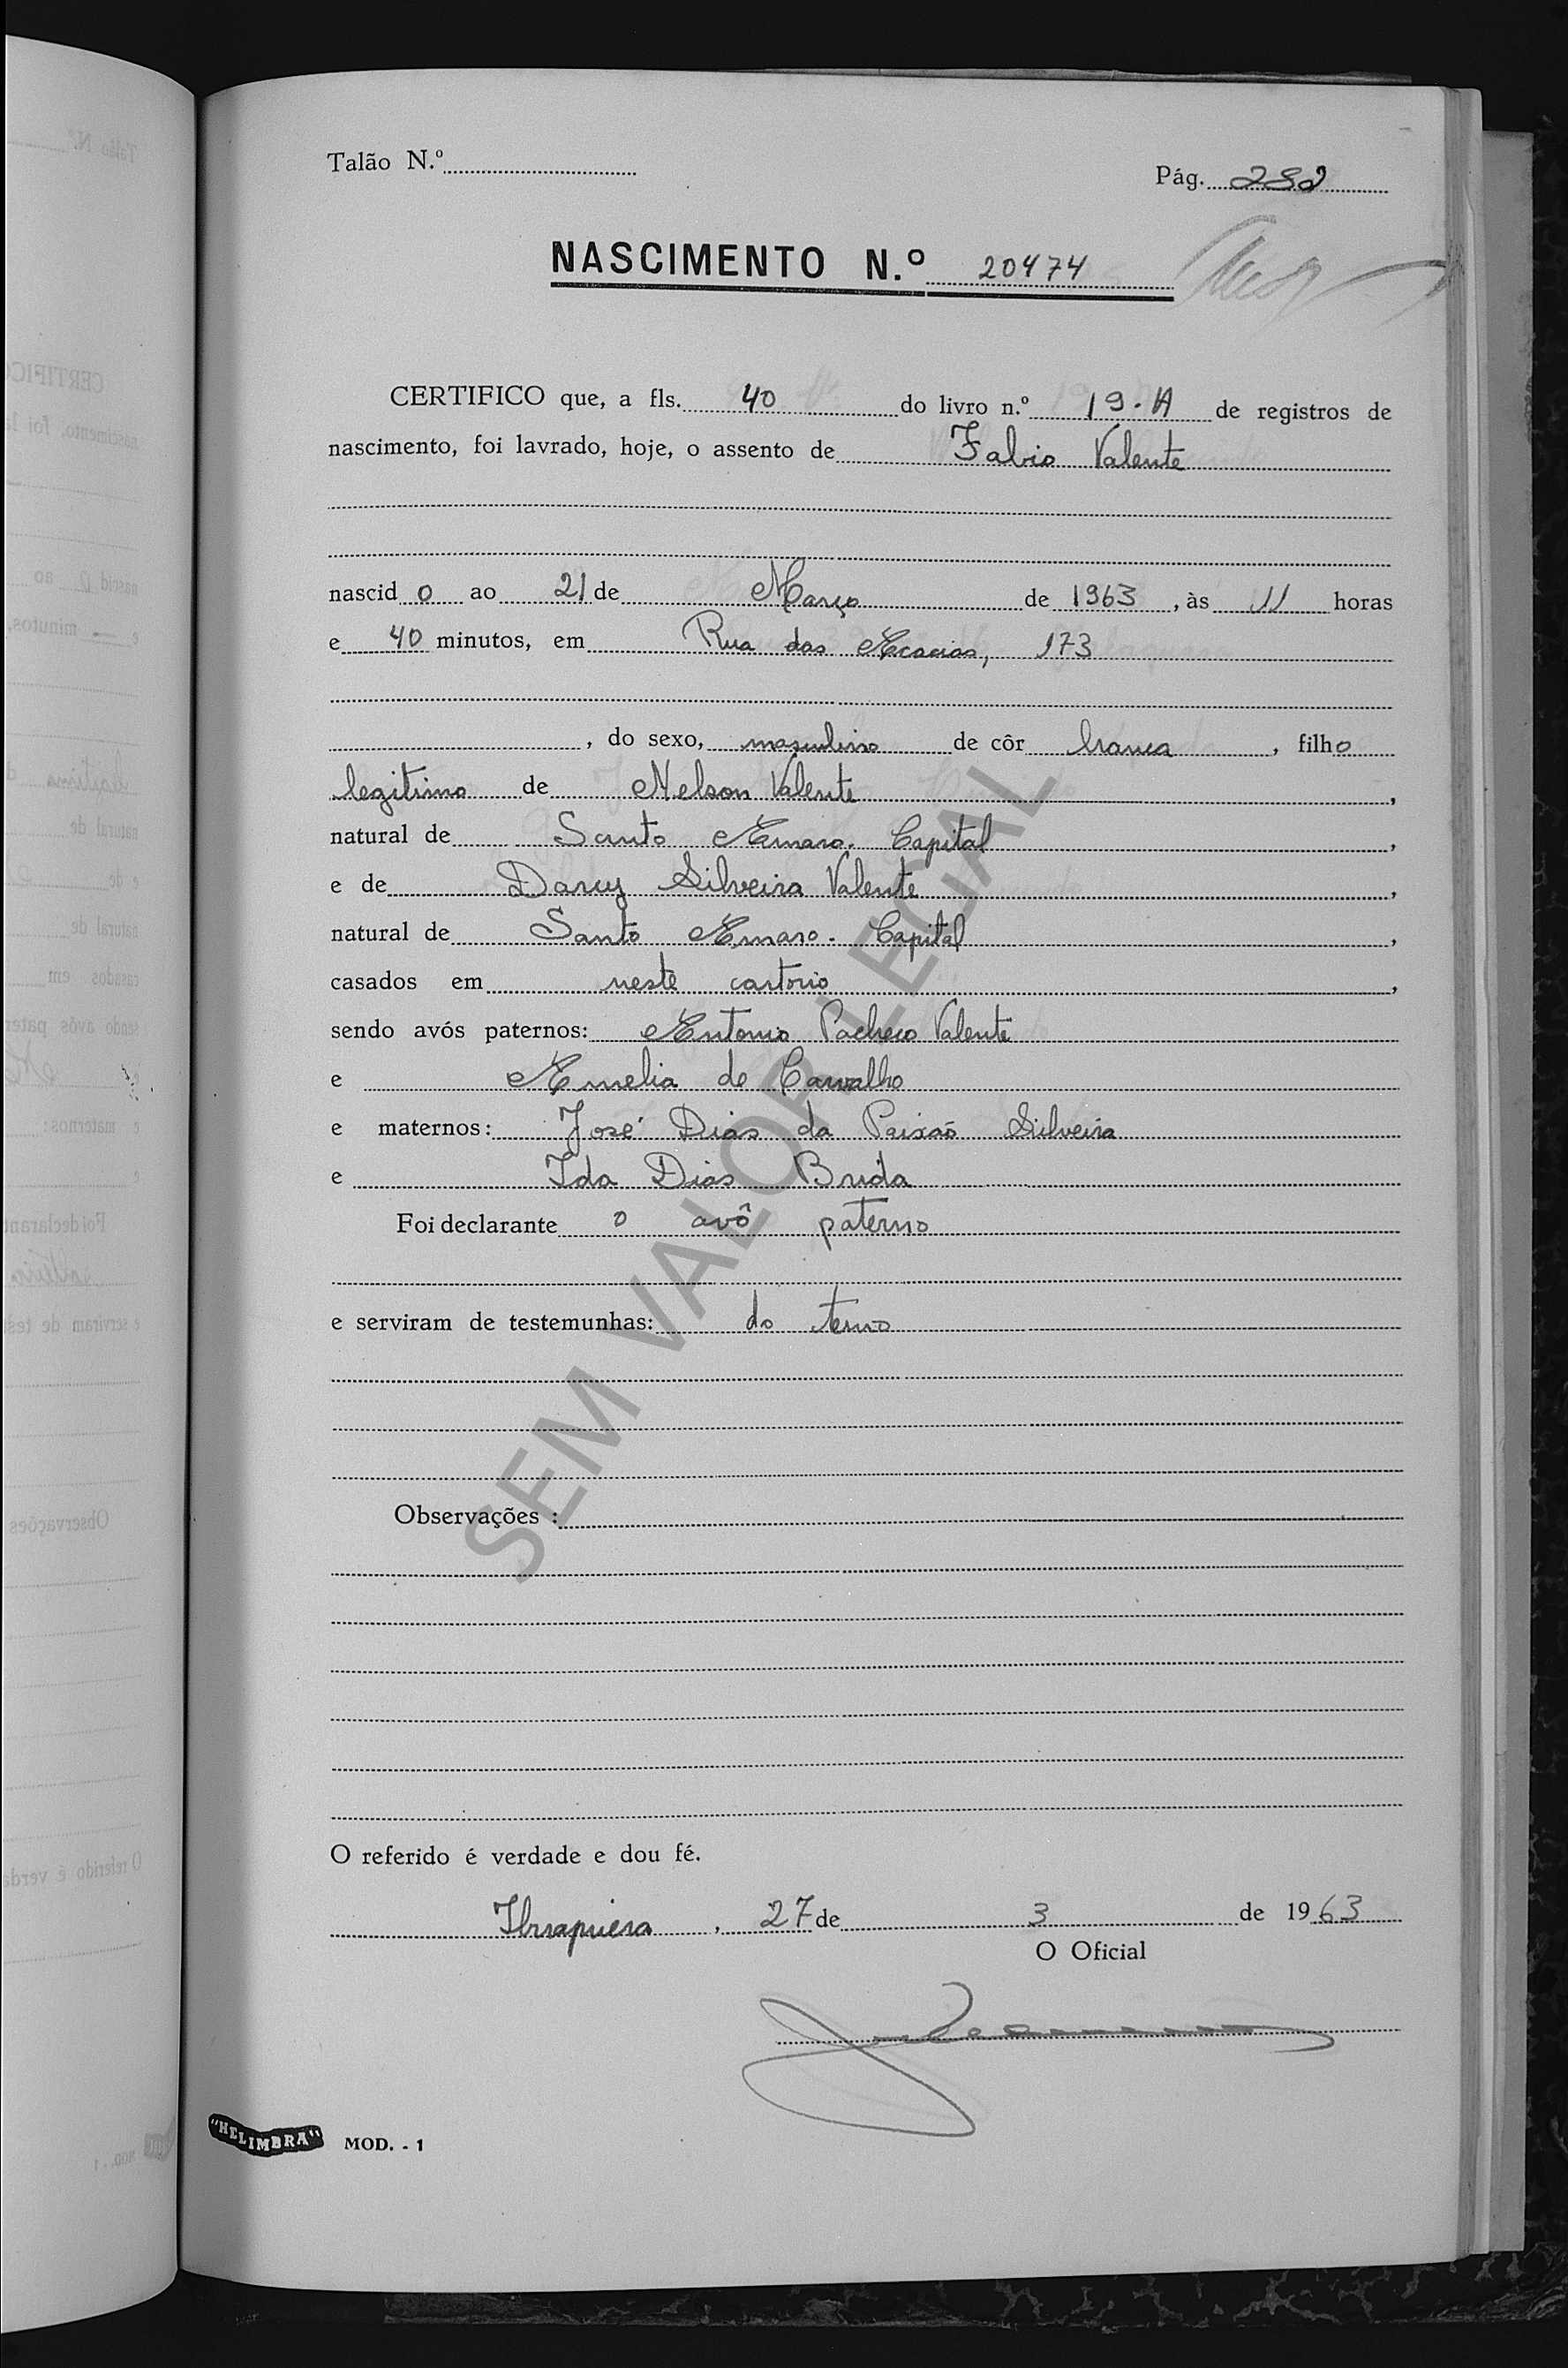 Talão N.º
Pág. 282
NASCIMENTO N.º 20474
CERTIFICO que, a fls. 40 do livro n.º 19-A de registros de
nascimento, foi lavrado, hoje, o assento de Fabio Valente
nascido ao 21 de Março de 1963, às 11 horas
e 40 minutos, em Rua das Acacias, 173
, do sexo, masculino de côr branca, filho
legitimo de Nelson Valente,
natural de Santo Amaro. Capital,
e de Darcy Silveira Valente,
natural de Santo Amaro. Capital,
casados em neste cartorio,
sendo avós paternos: Antonio Pacheco Valente
e Amelia de Carvalho
e maternos: José Dias da Paixão Silveira
e Ida Dias Brida
Foi declarante o avô paterno
e serviram de testemunhas: do termo
Observações :
O referido é verdade e dou fé.
Ibirapuera, 27 de 3 de 1963
O Oficial
"HELIMBRA" MOD. - 1
SEM VALOR LEGAL